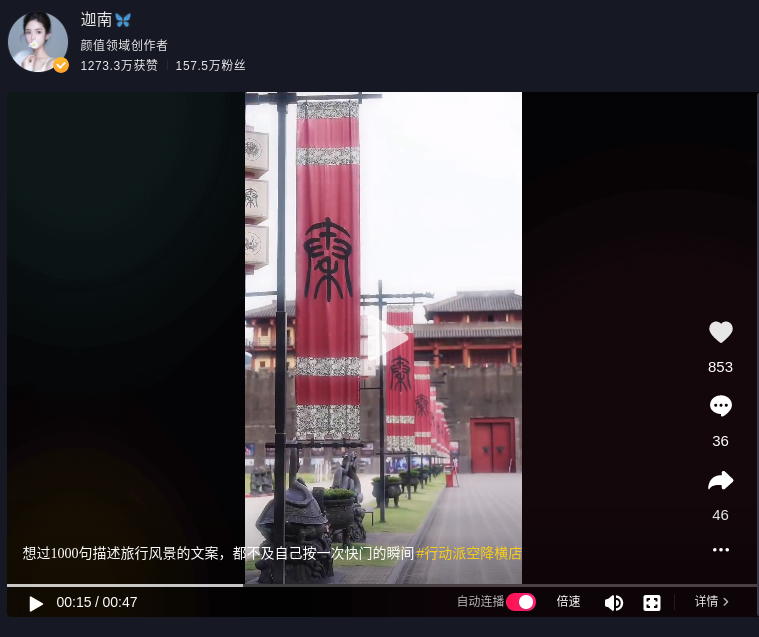 迦南
颜值领域创作者
1273.3万获赞 157.5万粉丝
秦
秦
853
36
46
想过1000句描述旅行风景的文案，都不及自己按一次快门的瞬间 #行动派空降横店
00:15 / 00:47
自动连播 倍速 详情